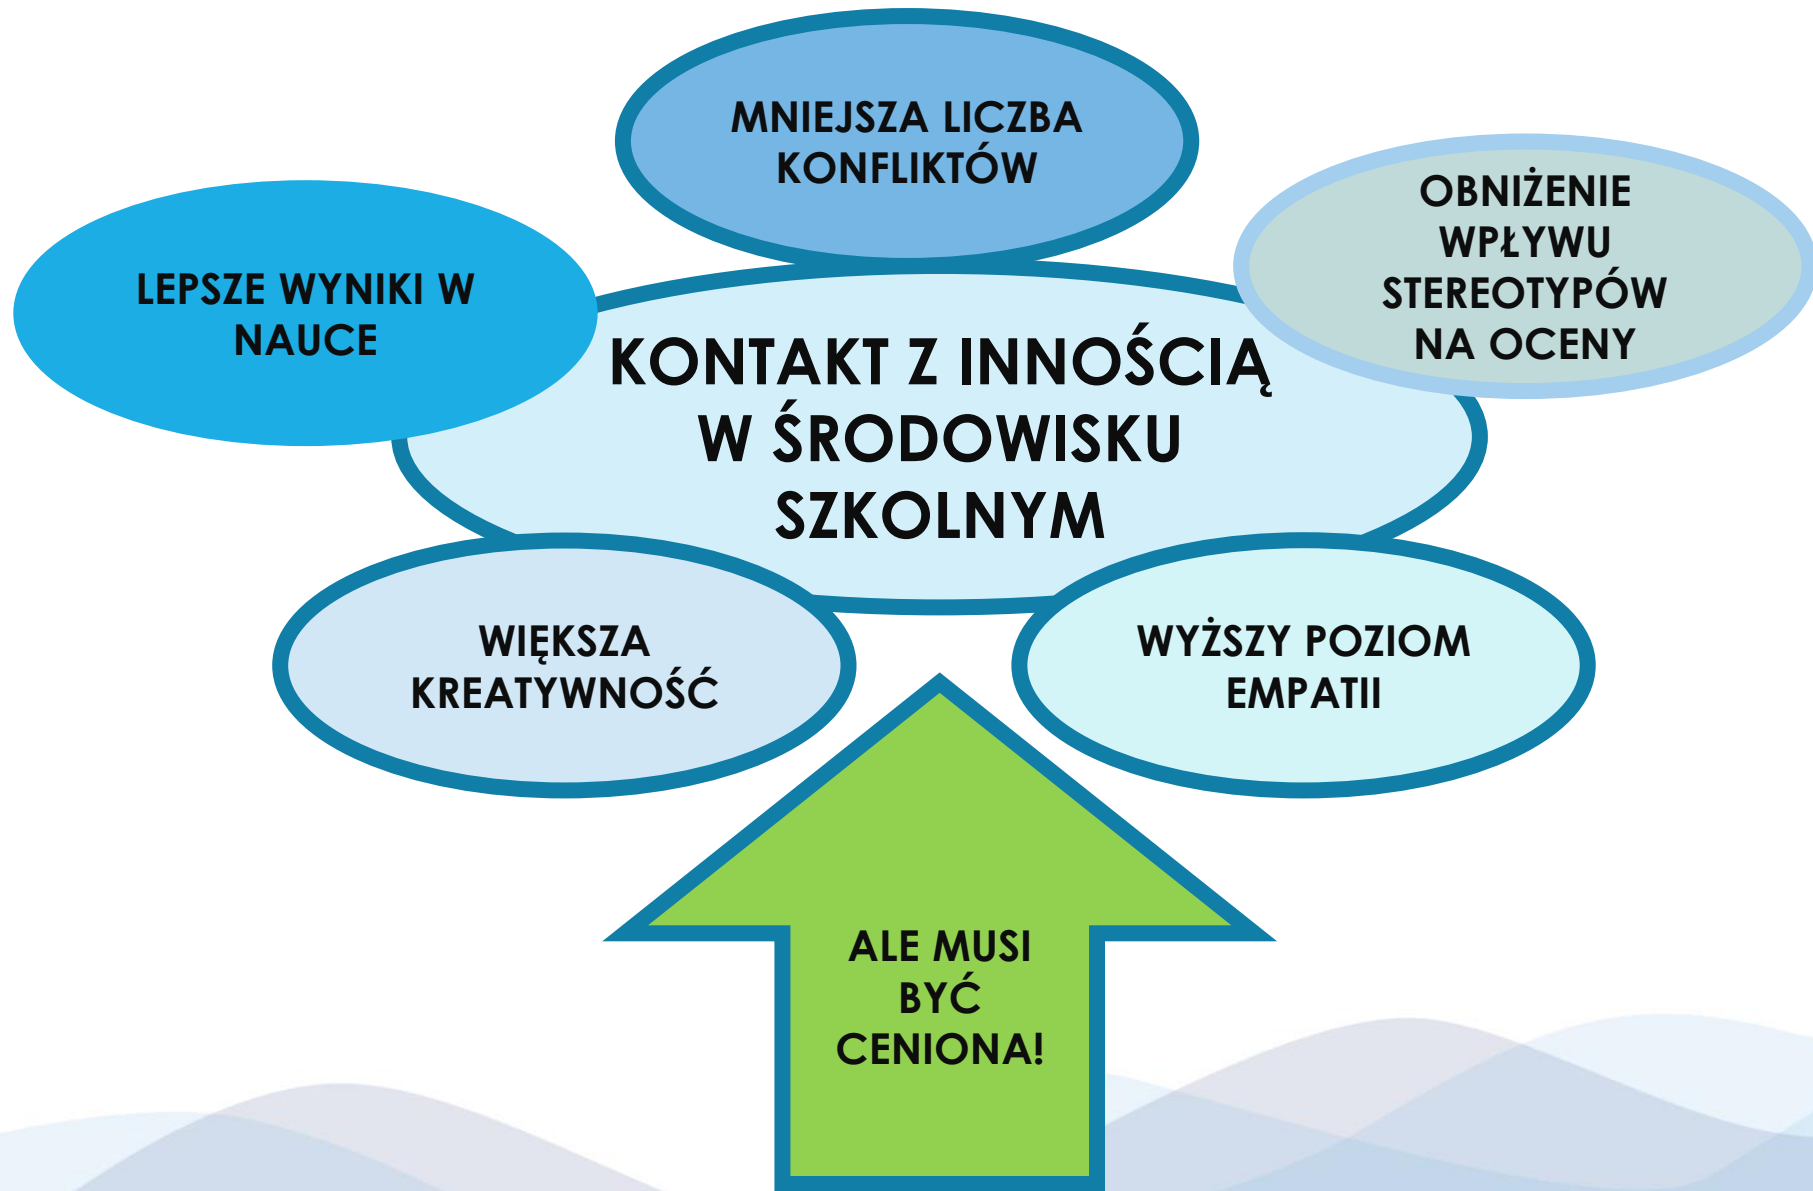 MNIEJSZA LICZBA
KONFLIKTÓW
OBNIŻENIE
WPŁYWU
STEREOTYPÓW
NA OCENY
LEPSZE WYNIKI W
NAUCE
KONTAKT Z INNOŚCIĄ
W ŚRODOWISKU
SZKOLNYM
WIĘKSZA
KREATYWNOŚĆ
WYŻSZY POZIOM
EMPATII
ALE MUSI
BYĆ
CENIONA!